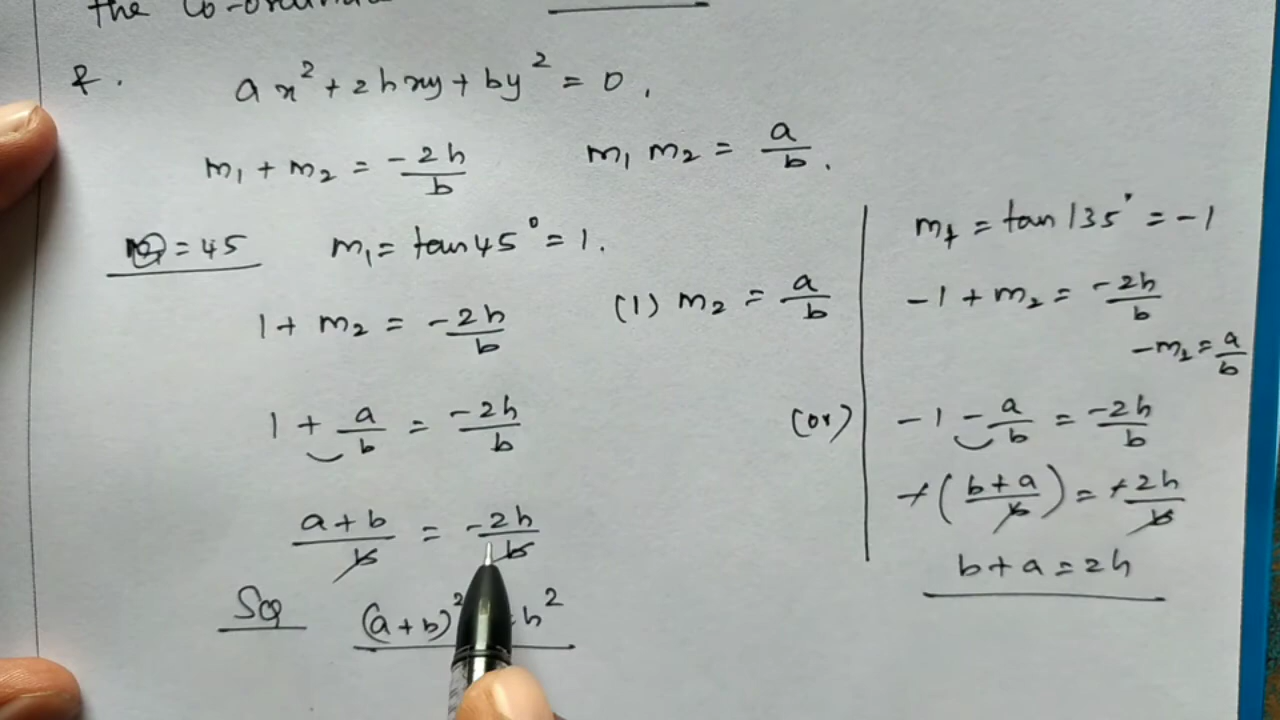 the Co-ordina
ax² + 2hxy + by² = 0,
m₁ + m₂ = -2h/b
m₁ m₂ = a/b.
= 45
m₁ = tan 45° = 1.
1 + m₂ = -2h/b
(1) m₂ = a/b
1 + a/b = -2h/b
a+b/b = -2h/b
SQ (a+b)² h²
(or)
m₁ = tan 135° = -1
-1 + m₂ = -2h/b
-m₂ = a/b
-1 - a/b = -2h/b
+(b+a/b) = +2h/b
b+a = 2h